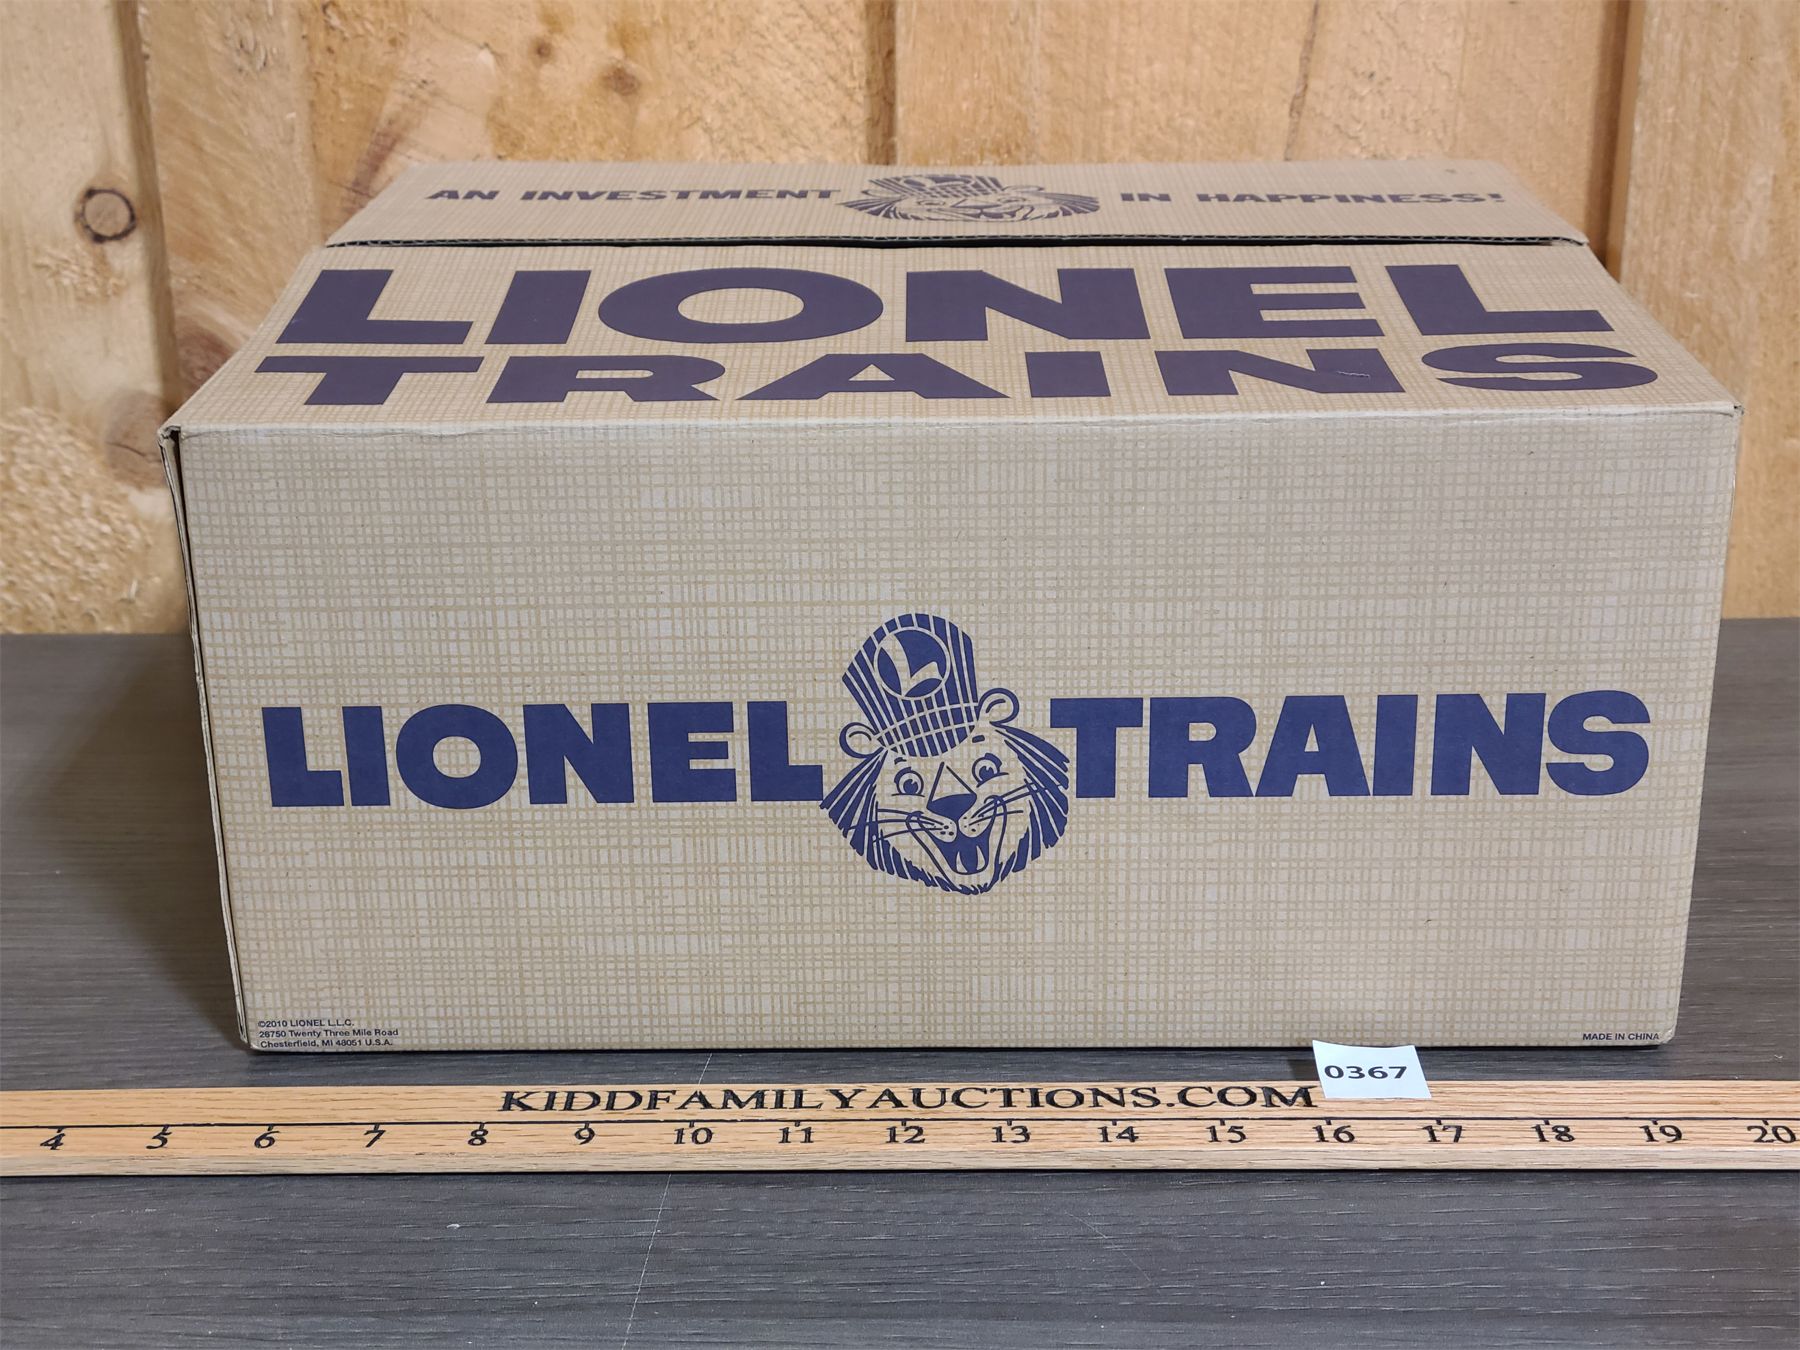 AN INVESTMENT IN HAPPINESS!
LIONEL
TRAINS
L
LIONEL TRAINS
©2010 LIONEL L.L.C.
26750 Twenty Three Mile Road
Chesterfield, MI 48051 U.S.A.
MADE IN CHINA
0367
KIDDFAMILYAUCTIONS.COM
4 5 6 7 8 9 10 11 12 13 14 15 16 17 18 19 20